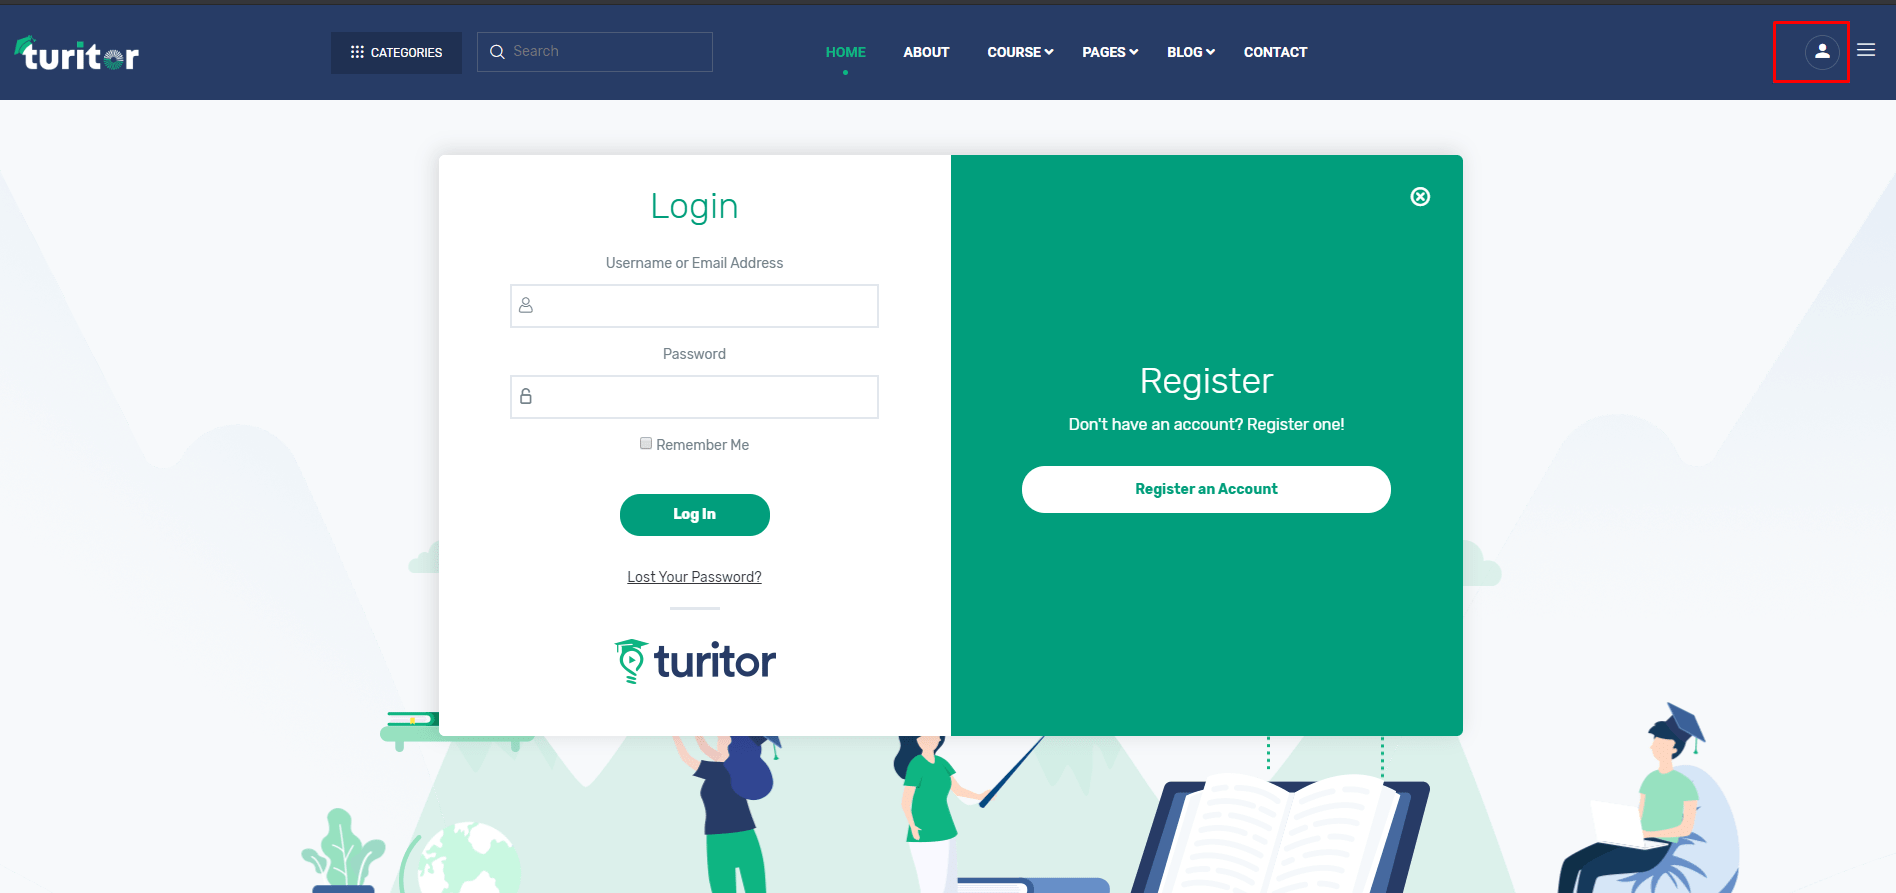 turitor
CATEGORIES
Search
HOME
ABOUT
COURSE
PAGES
BLOG
CONTACT
Login
Username or Email Address
Password
Remember Me
Log In
Lost Your Password?
turitor
Register
Don't have an account? Register one!
Register an Account